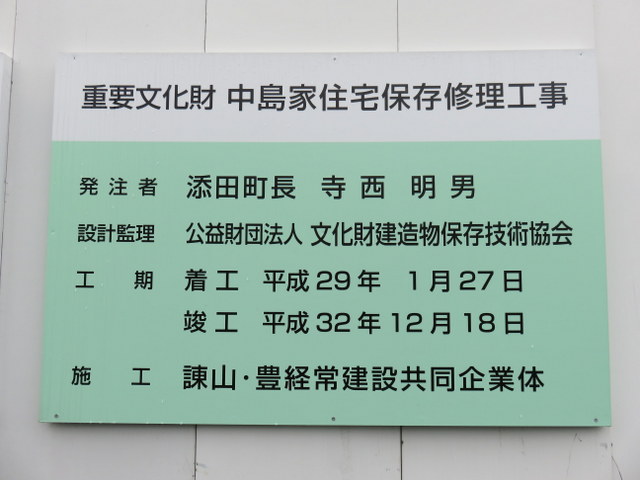 重要文化財 中島家住宅保存修理工事
発注者 添田町長 寺西 明男
設計監理 公益財団法人 文化財建造物保存技術協会
工期 着工 平成29年 1月27日
竣工 平成32年12月18日
施工 諫山・豊経常建設共同企業体